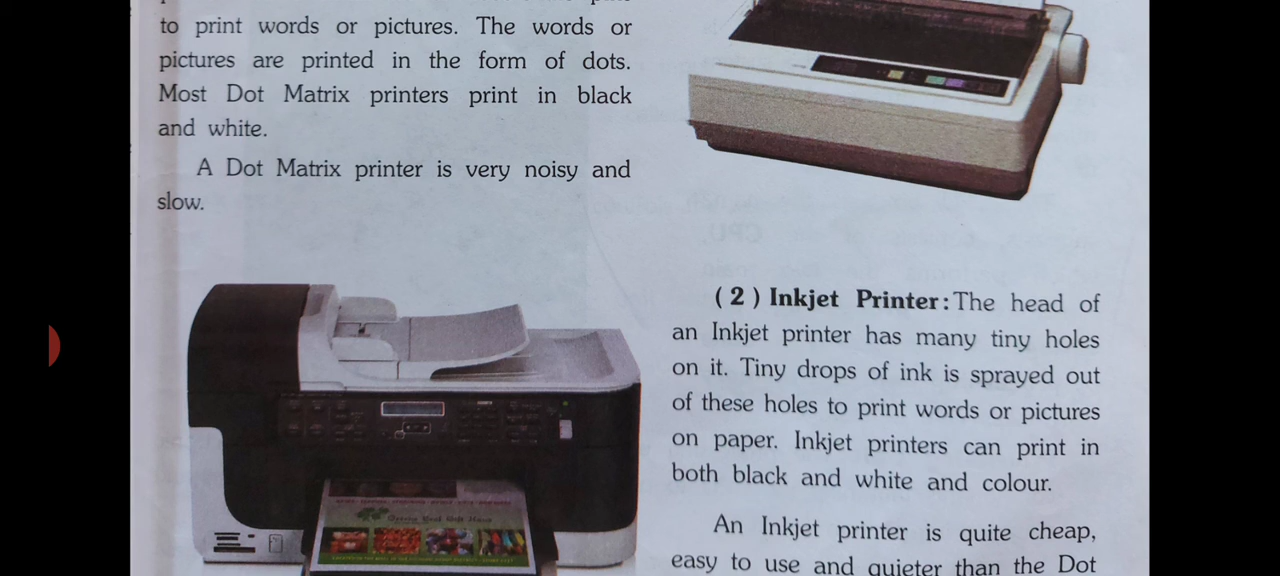 to print words or pictures. The words or
pictures are printed in the form of dots.
Most Dot Matrix printers print in black
and white.
A Dot Matrix printer is very noisy and
slow.
( 2 ) Inkjet Printer: The head of
an Inkjet printer has many tiny holes
on it. Tiny drops of ink is sprayed out
of these holes to print words or pictures
on paper. Inkjet printers can print in
both black and white and colour.
An Inkjet printer is quite cheap,
easy to use and quieter than the Dot